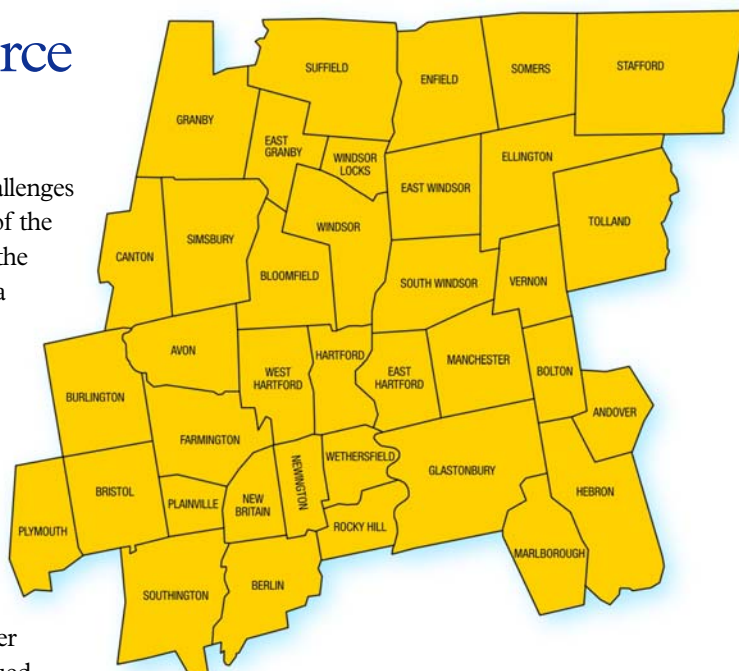 rce
allenges
of the
the
a
SUFFIELD
ENFIELD
SOMERS
STAFFORD
GRANBY
EAST
GRANBY
WINDSOR
LOCKS
ELLINGTON
EAST WINDSOR
TOLLAND
CANTON
SIMSBURY
WINDSOR
BLOOMFIELD
SOUTH WINDSOR
VERNON
AVON
HARTFORD
WEST
HARTFORD
EAST
HARTFORD
MANCHESTER
BOLTON
BURLINGTON
ANDOVER
FARMINGTON
WETHERSFIELD
GLASTONBURY
NEWINGTON
BRISTOL
PLAINVILLE
NEW
BRITAIN
HEBRON
PLYMOUTH
ROCKY HILL
MARLBOROUGH
SOUTHINGTON
BERLIN
er